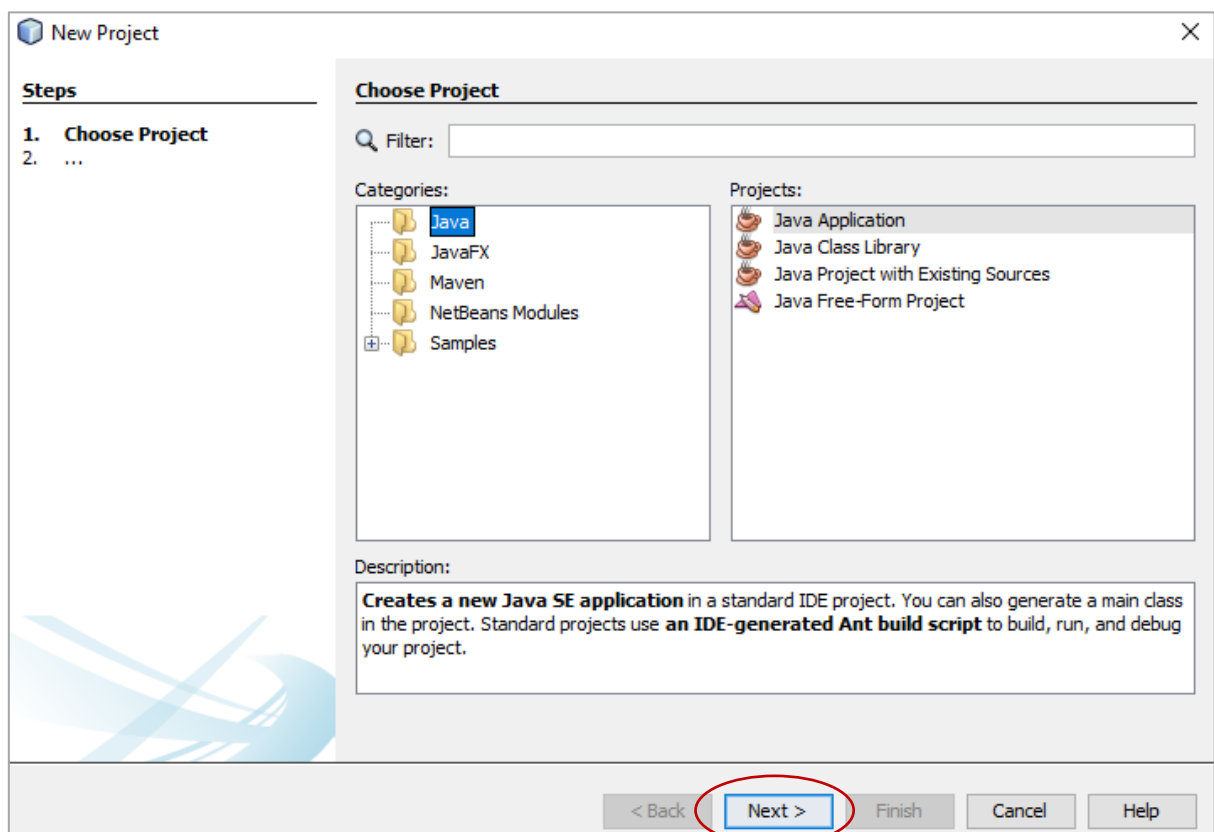 New Project
Steps
1. Choose Project
2. ...
Choose Project
Filter:
Categories:
Java
JavaFX
Maven
NetBeans Modules
Samples
Projects:
Java Application
Java Class Library
Java Project with Existing Sources
Java Free-Form Project
Description:
Creates a new Java SE application in a standard IDE project. You can also generate a main class
in the project. Standard projects use an IDE-generated Ant build script to build, run, and debug
your project.
< Back Next > Finish Cancel Help